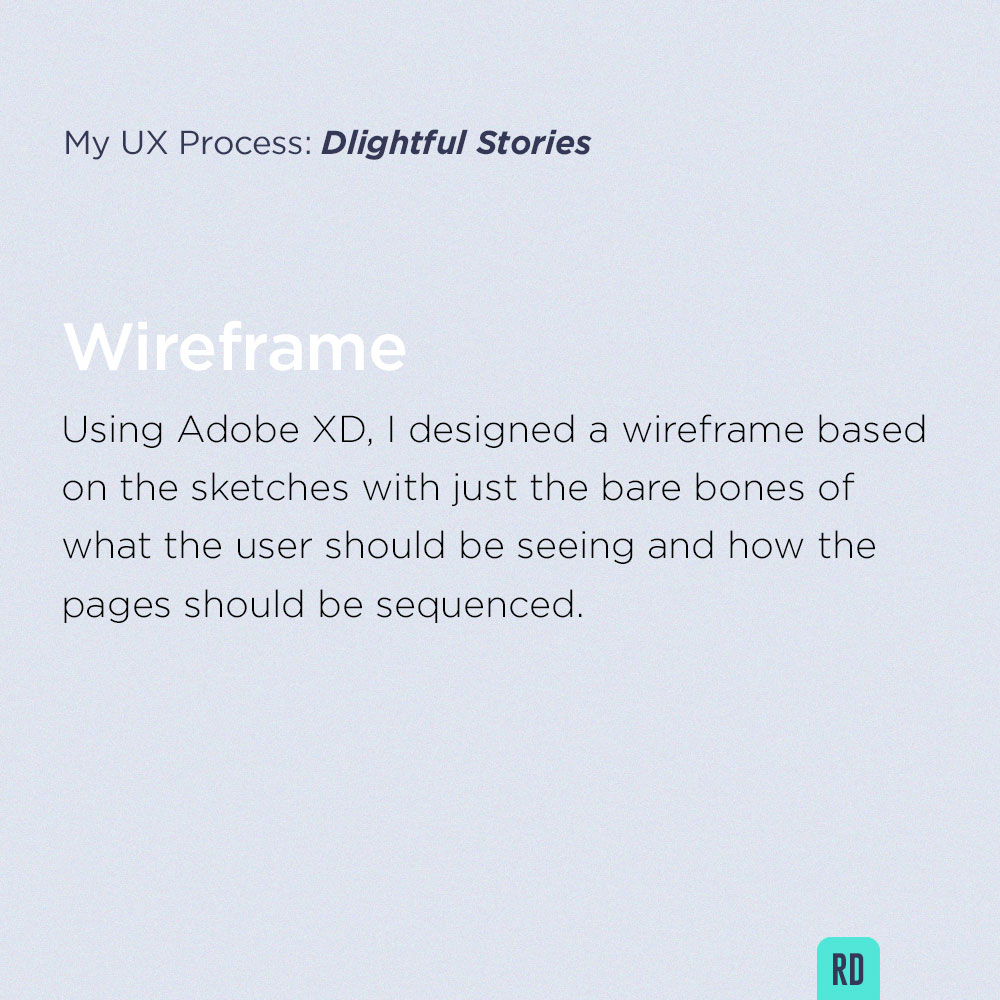 My UX Process: Dlightful Stories
Wireframe
Using Adobe XD, I designed a wireframe based
on the sketches with just the bare bones of
what the user should be seeing and how the
pages should be sequenced.
RD